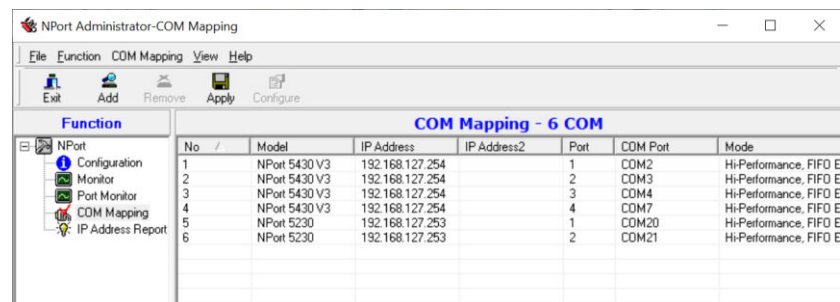 NPort Administrator-COM Mapping
File Function COM Mapping View Help
Exit Add Remove Apply Configure
Function
COM Mapping - 6 COM
NPort
Configuration
Monitor
Port Monitor
COM Mapping
IP Address Report
No Model IP Address IP Address2 Port COM Port Mode
1 NPort 5430 V3 192.168.127.254 1 COM2 Hi-Performance, FIFO E
2 NPort 5430 V3 192.168.127.254 2 COM3 Hi-Performance, FIFO E
3 NPort 5430 V3 192.168.127.254 3 COM4 Hi-Performance, FIFO E
4 NPort 5430 V3 192.168.127.254 4 COM7 Hi-Performance, FIFO E
5 NPort 5230 192.168.127.253 1 COM20 Hi-Performance, FIFO E
6 NPort 5230 192.168.127.253 2 COM21 Hi-Performance, FIFO E